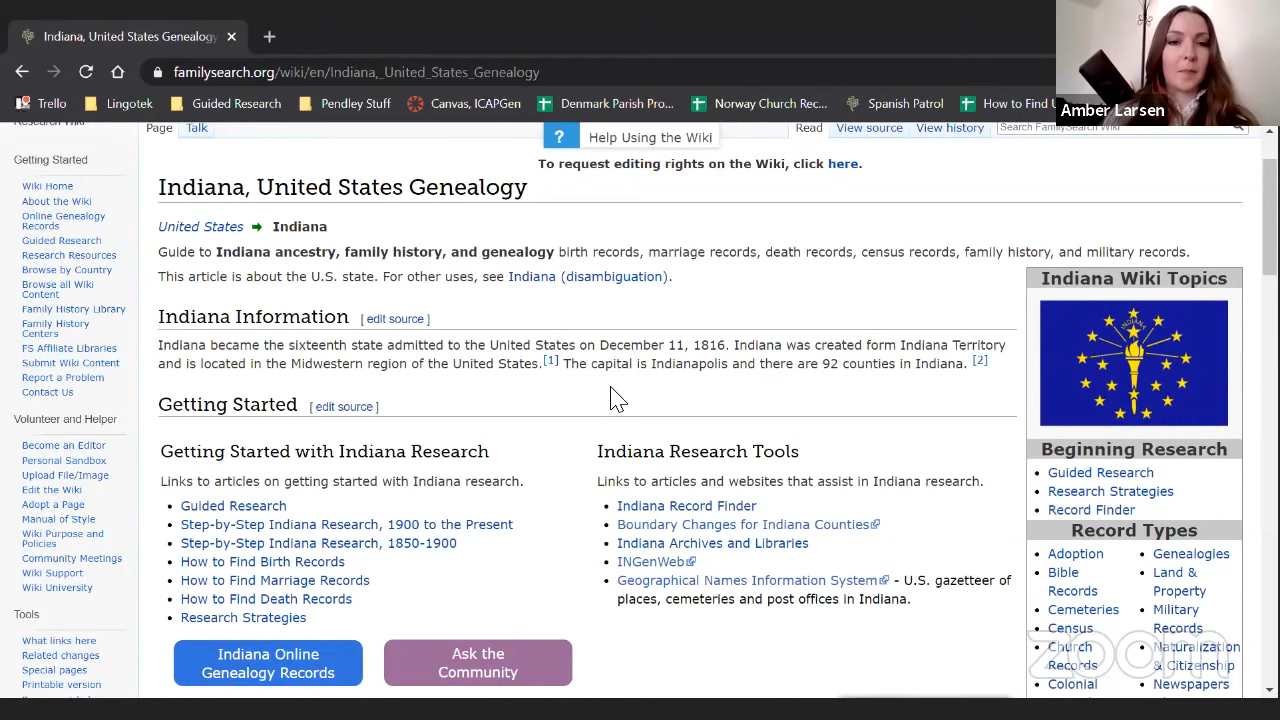 Indiana, United States Genealogy
familysearch.org/wiki/en/Indiana,_United_States_Genealogy
Trello Lingotek Guided Research Pendley Stuff Canvas, ICAPGen Denmark Parish Pro... Norway Church Rec... Spanish Patrol How to Find U
Amber Larsen
Research Wiki
Page Talk
Help Using the Wiki
Read View source View history Search FamilySearch Wiki
To request editing rights on the Wiki, click here.
Getting Started
Wiki Home
About the Wiki
Online Genealogy
Records
Guided Research
Research Resources
Browse by Country
Browse all Wiki
Content
Family History Library
Family History
Centers
FS Affiliate Libraries
Submit Wiki Content
Report a Problem
Contact Us
Volunteer and Helper
Become an Editor
Personal Sandbox
Upload File/Image
Edit the Wiki
Adopt a Page
Manual of Style
Wiki Purpose and
Policies
Community Meetings
Wiki Support
Wiki University
Tools
What links here
Related changes
Special pages
Printable version
Indiana, United States Genealogy
United States Indiana
Guide to Indiana ancestry, family history, and genealogy birth records, marriage records, death records, census records, family history, and military records.
This article is about the U.S. state. For other uses, see Indiana (disambiguation).
Indiana Information [ edit source ]
Indiana became the sixteenth state admitted to the United States on December 11, 1816. Indiana was created form Indiana Territory
and is located in the Midwestern region of the United States.[1] The capital is Indianapolis and there are 92 counties in Indiana. [2]
Getting Started [ edit source ]
Getting Started with Indiana Research
Links to articles on getting started with Indiana research.
Guided Research
Step-by-Step Indiana Research, 1900 to the Present
Step-by-Step Indiana Research, 1850-1900
How to Find Birth Records
How to Find Marriage Records
How to Find Death Records
Research Strategies
Indiana Online
Genealogy Records
Ask the
Community
Indiana Research Tools
Links to articles and websites that assist in Indiana research.
Indiana Record Finder
Boundary Changes for Indiana Counties
Indiana Archives and Libraries
INGenWeb
Geographical Names Information System - U.S. gazetteer of
places, cemeteries and post offices in Indiana.
Indiana Wiki Topics
INDIANA
Beginning Research
Guided Research
Research Strategies
Record Finder
Record Types
Adoption
Bible
Records
Cemeteries
Census
Church
Records
Colonial
Genealogies
Land &
Property
Military
Records
Naturalization
& Citizenship
Newspapers
zoom